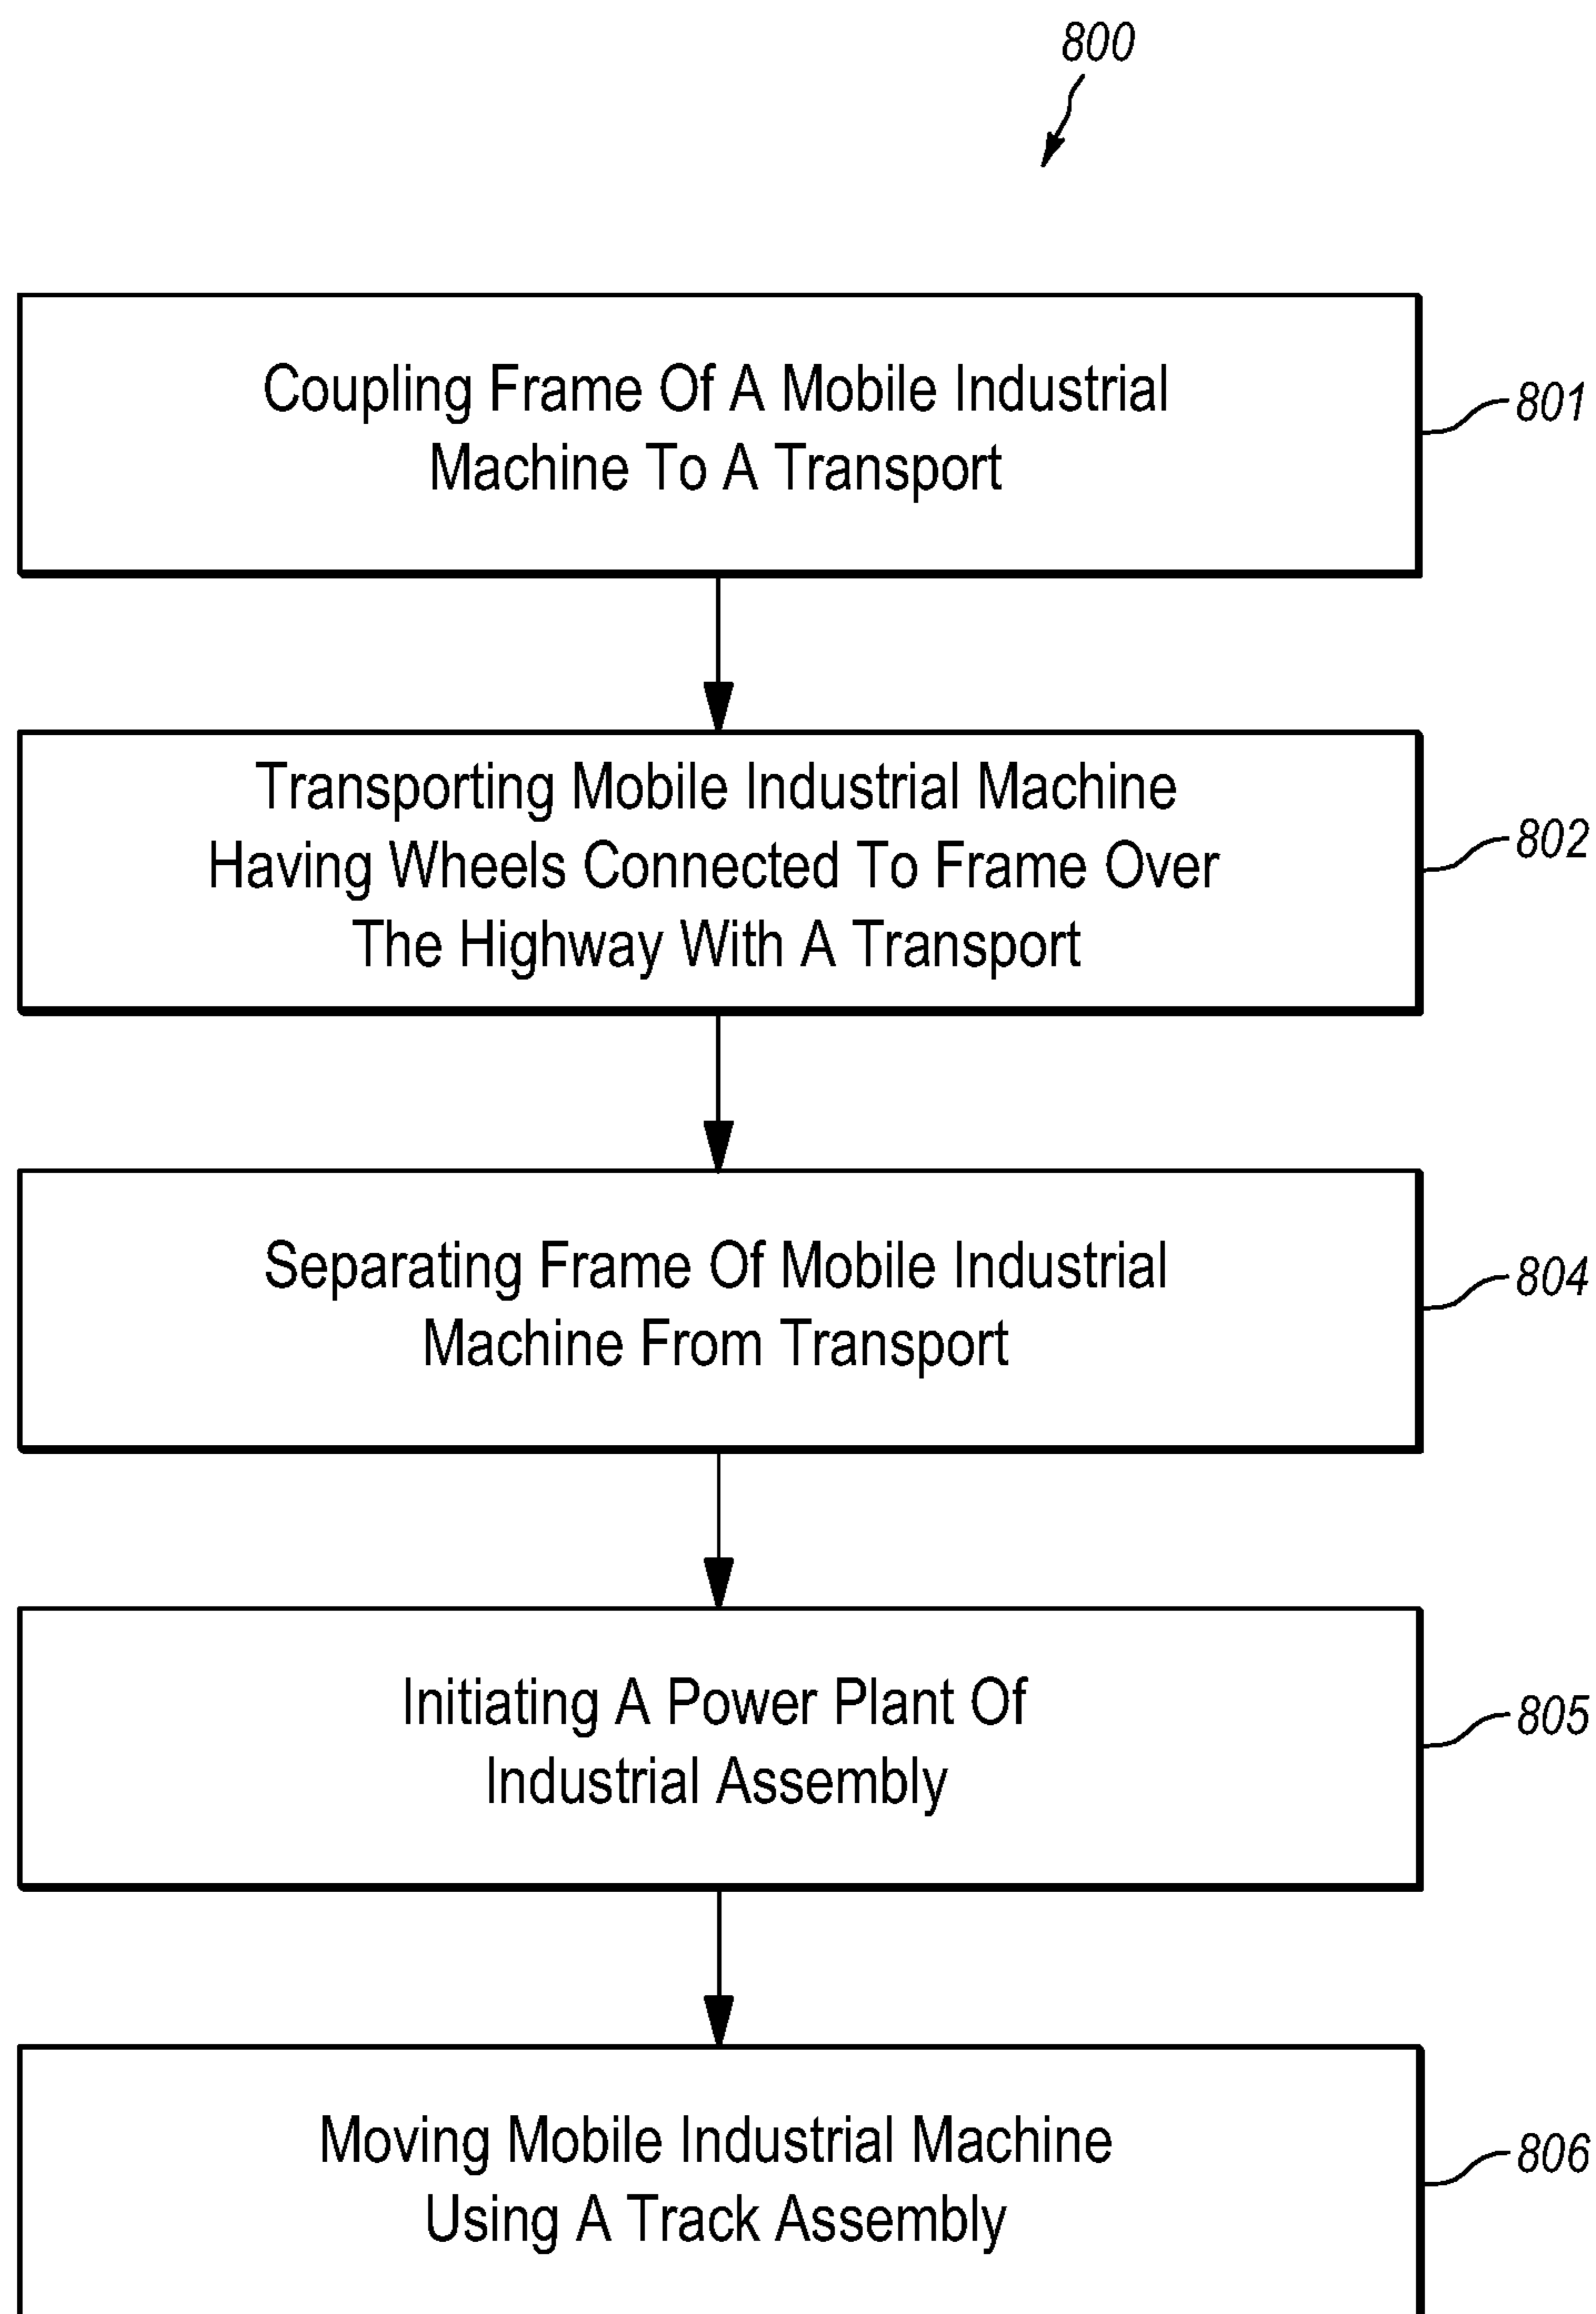 800
Coupling Frame Of A Mobile Industrial
Machine To A Transport
801
Transporting Mobile Industrial Machine
Having Wheels Connected To Frame Over
The Highway With A Transport
802
Separating Frame Of Mobile Industrial
Machine From Transport
804
Initiating A Power Plant Of
Industrial Assembly
805
Moving Mobile Industrial Machine
Using A Track Assembly
806